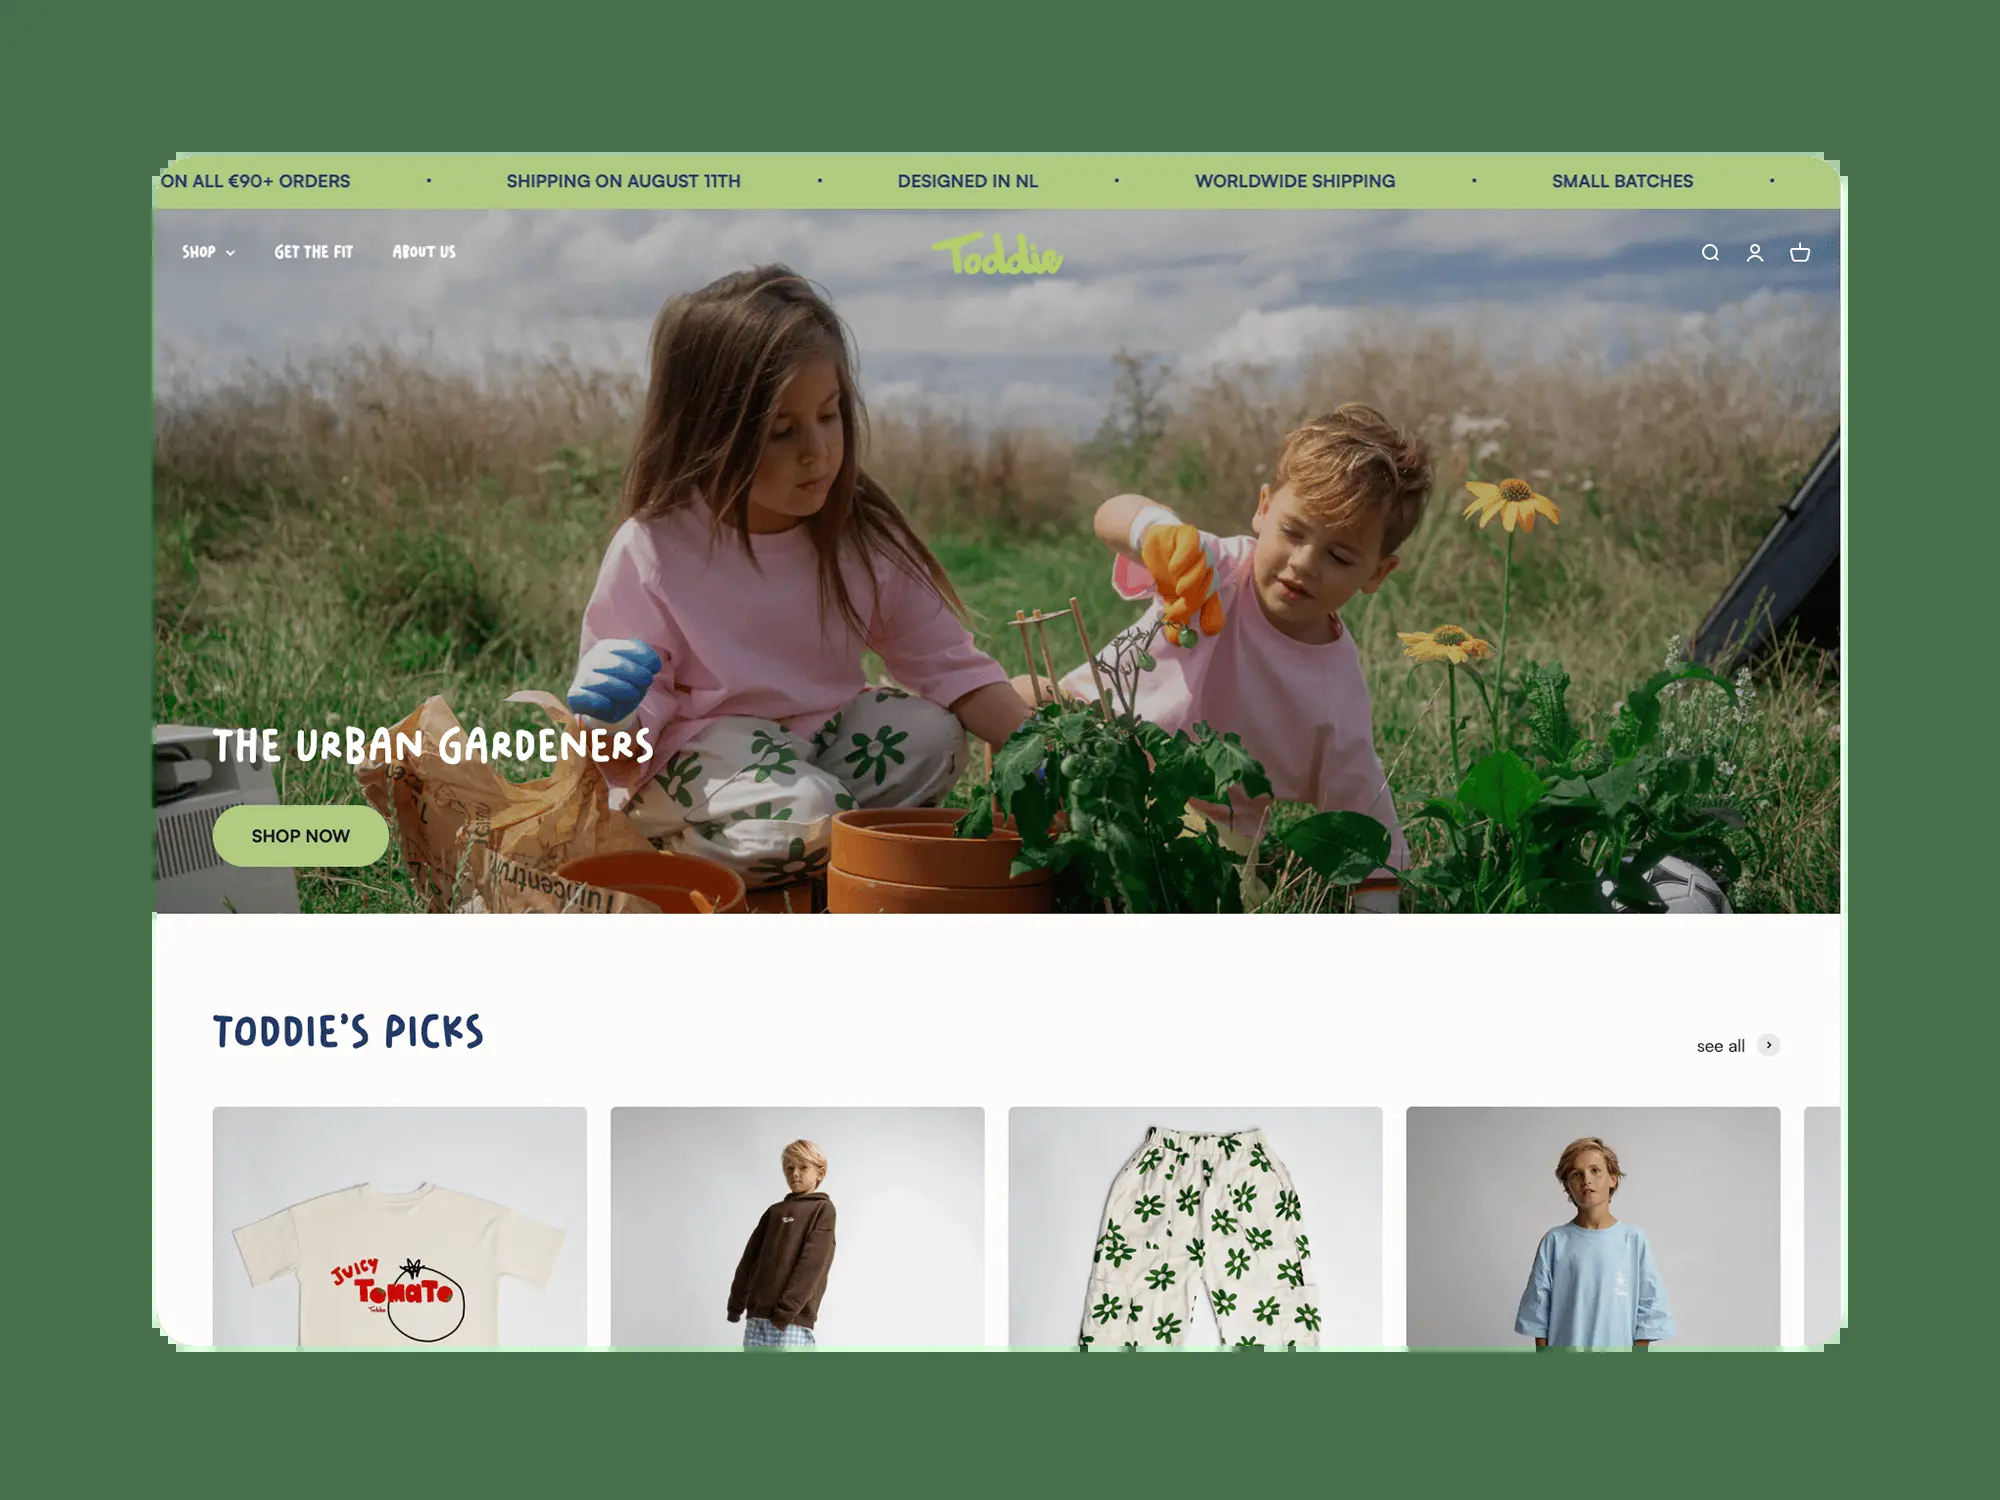 ON ALL €90+ ORDERS · SHIPPING ON AUGUST 11TH · DESIGNED IN NL · WORLDWIDE SHIPPING · SMALL BATCHES ·
SHOP GET THE FIT ABOUT US
Toddie
THE URBAN GARDENERS
SHOP NOW
TODDIE'S PICKS
see all
JUICY
TOMATO
Toddie